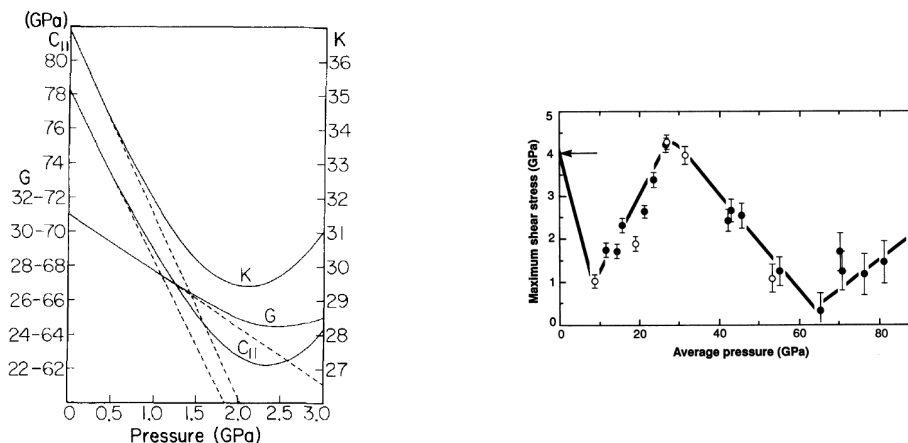 (GPa)
C11
80
78
76
74
G
32-72
30-70
28-68
26-66
24-64
22-62
K
36
35
34
33
32
31
30
29
28
27
K
G
C11
0 0.5 1.0 1.5 2.0 2.5 3.0
Pressure (GPa)
Maximum shear stress (GPa)
5
4
3
2
1
0
0 20 40 60 80
Average pressure (GPa)